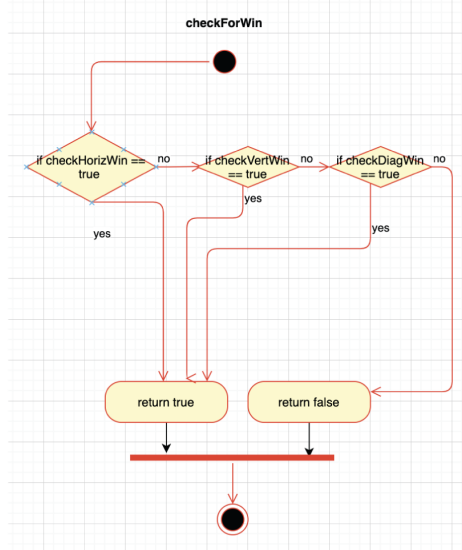 checkForWin
if checkHorizWin ==
true
no
if checkVertWin
== true
no
if checkDiagWin
== true
no
yes
yes
yes
return true
return false